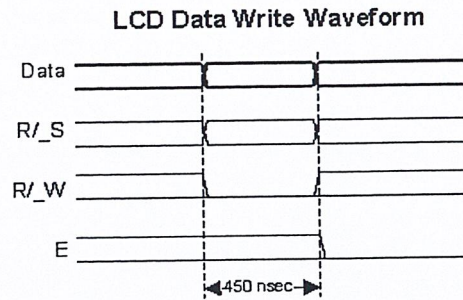 LCD Data Write Waveform
Data
R/_S
R/_W
E
450 nsec